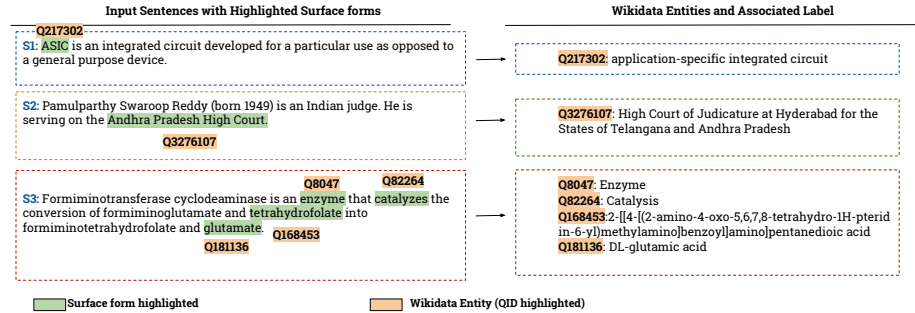 Input Sentences with Highlighted Surface forms
Wikidata Entities and Associated Label
Q217302
S1: ASIC is an integrated circuit developed for a particular use as opposed to
a general purpose device.
Q217302: application-specific integrated circuit
S2: Pamulparthy Swaroop Reddy (born 1949) is an Indian judge. He is
serving on the Andhra Pradesh High Court.
Q3276107
Q3276107: High Court of Judicature at Hyderabad for the
States of Telangana and Andhra Pradesh
Q8047 Q82264
S3: Formiminotransferase cyclodeaminase is an enzyme that catalyzes the
conversion of formiminoglutamate and tetrahydrofolate into
formiminotetrahydrofolate and glutamate.
Q168453
Q181136
Q8047: Enzyme
Q82264: Catalysis
Q168453:2-[[4-[(2-amino-4-oxo-5,6,7,8-tetrahydro-1H-pterid
in-6-yl)methylamino]benzoyl]amino]pentanedioic acid
Q181136: DL-glutamic acid
Surface form highlighted
Wikidata Entity (QID highlighted)